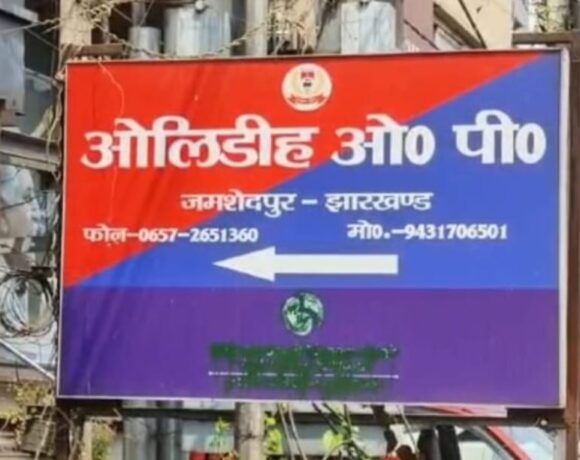 ओलिडीह ओ0 पी0
जमशेदपुर - झारखण्ड
फोन-0657-2651360 मो0.-9431706501